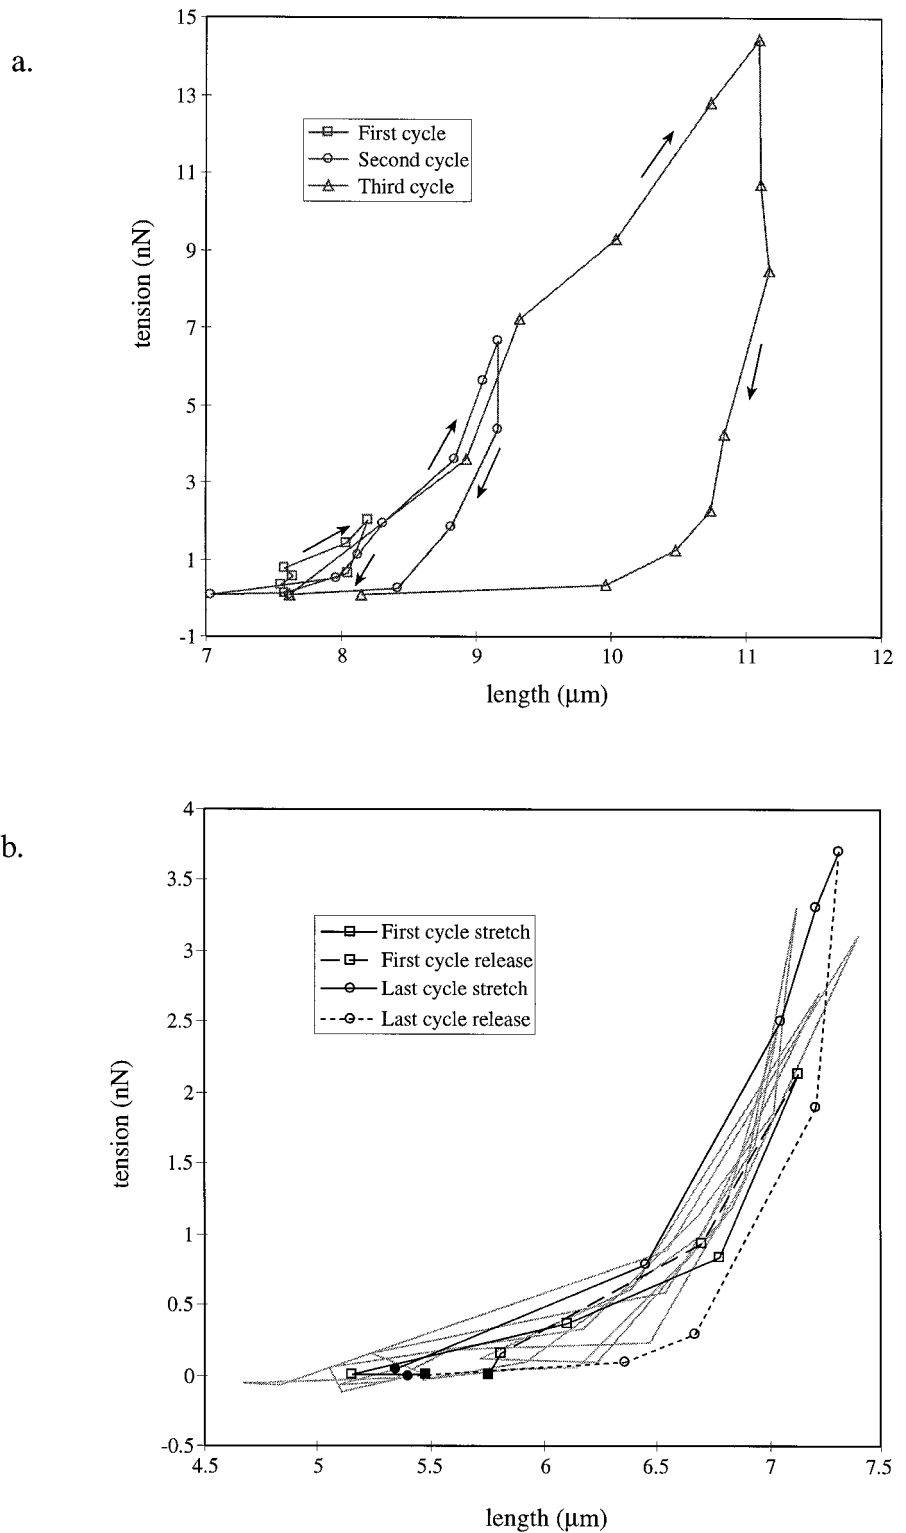 a.
15
13
11
9
7
5
3
1
-1
tension (nN)
First cycle
Second cycle
Third cycle
7 8 9 10 11 12
length (µm)
b.
4
3.5
3
2.5
2
1.5
1
0.5
0
-0.5
tension (nN)
First cycle stretch
First cycle release
Last cycle stretch
Last cycle release
4.5 5 5.5 6 6.5 7 7.5
length (µm)